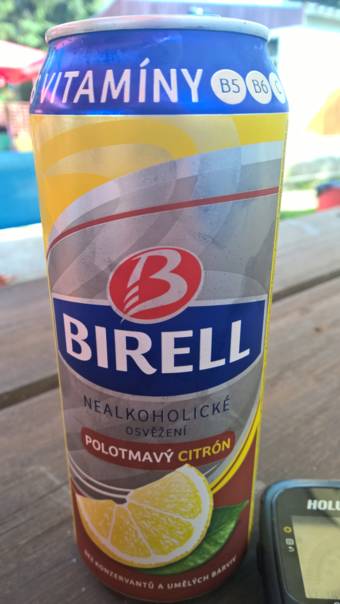 VITAMÍNY B5 B6 C
B
BIRELL
NEALKOHOLICKÉ
OSVĚŽENÍ
POLOTMAVÝ CITRÓN
BEZ KONZERVANTŮ A UMĚLÝCH BARVIV